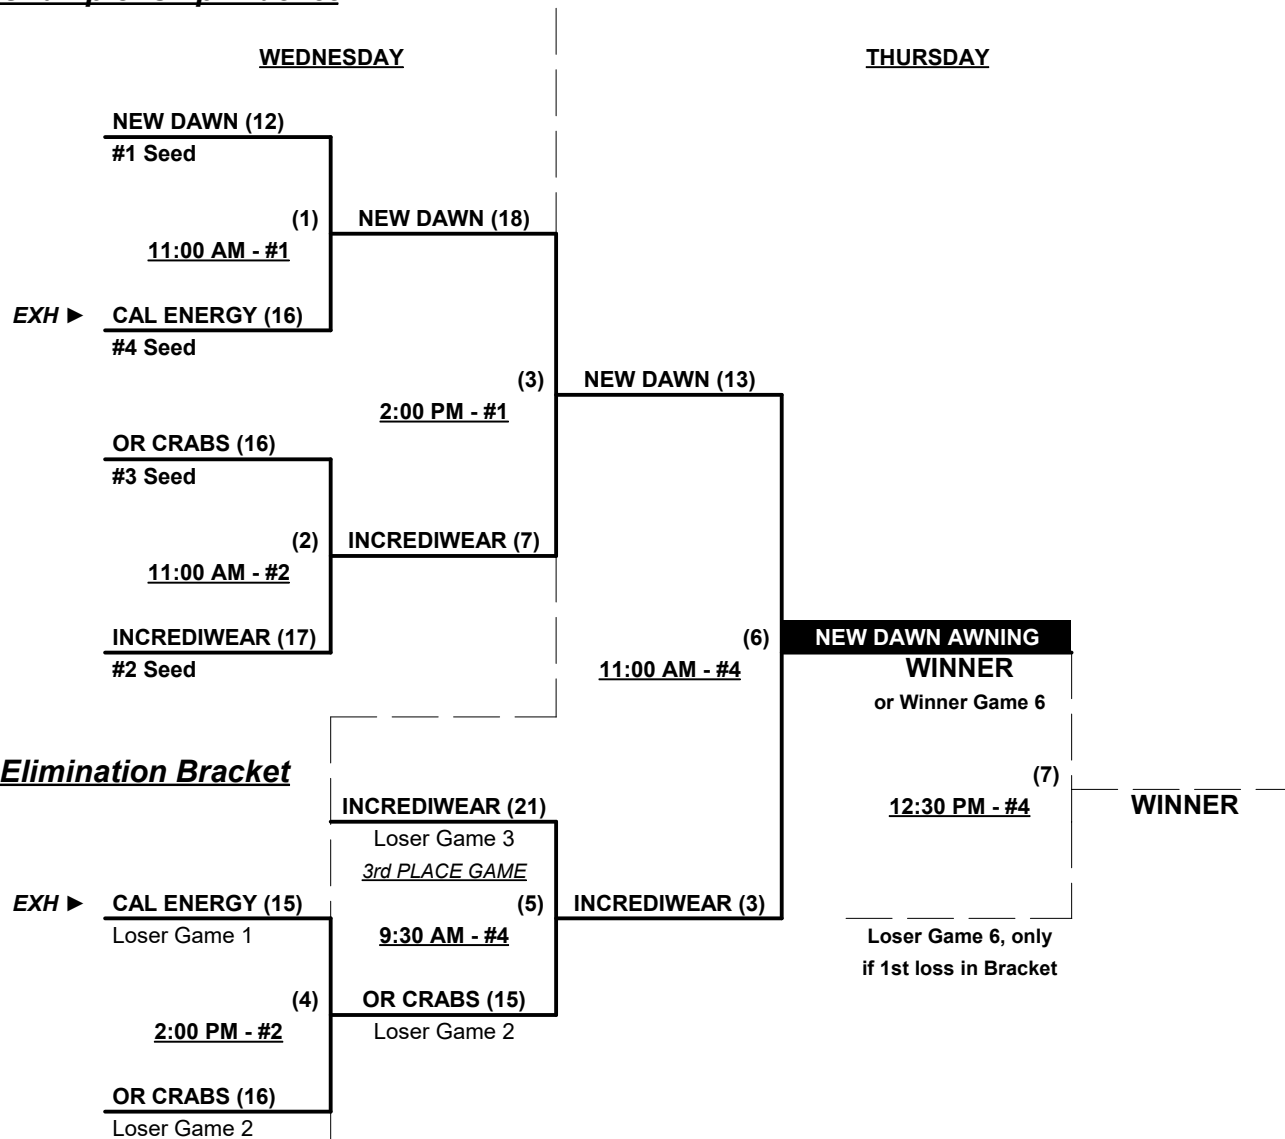 WEDNESDAY
THURSDAY
NEW DAWN (12)
#1 Seed
(1)
NEW DAWN (18)
11:00 AM - #1
EXH ►
CAL ENERGY (16)
#4 Seed
(3)
NEW DAWN (13)
2:00 PM - #1
OR CRABS (16)
#3 Seed
(2)
INCREDIWEAR (7)
11:00 AM - #2
INCREDIWEAR (17)
#2 Seed
(6)
NEW DAWN AWNING
11:00 AM - #4
WINNER
or Winner Game 6
Elimination Bracket
(7)
12:30 PM - #4
WINNER
INCREDIWEAR (21)
Loser Game 3
3rd PLACE GAME
EXH ►
CAL ENERGY (15)
Loser Game 1
(5)
INCREDIWEAR (3)
9:30 AM - #4
Loser Game 6, only
if 1st loss in Bracket
(4)
OR CRABS (15)
2:00 PM - #2
Loser Game 2
OR CRABS (16)
Loser Game 2